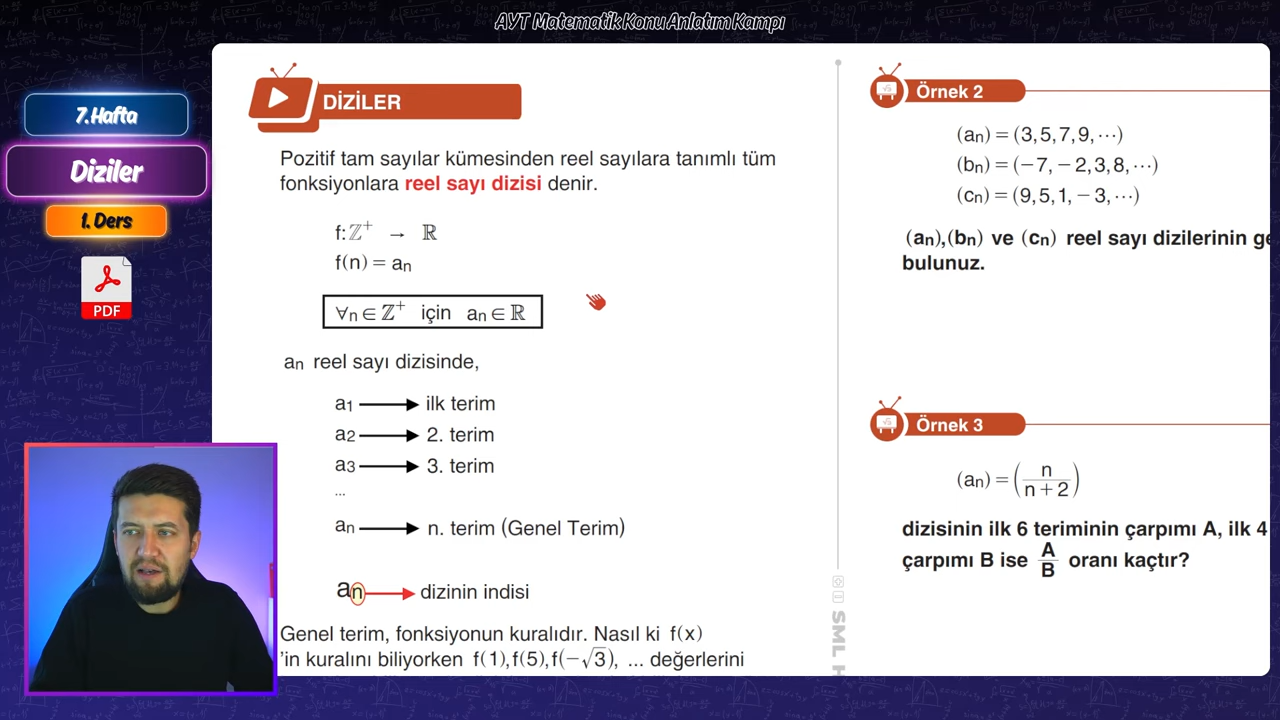 AYT Matematik Konu Anlatım Kampı
7. Hafta
Diziler
1. Ders
PDF
DİZİLER
Pozitif tam sayılar kümesinden reel sayılara tanımlı tüm
fonksiyonlara reel sayı dizisi denir.
f: ℤ⁺ → ℝ
f(n) = aₙ
∀n ∈ ℤ⁺ için aₙ ∈ ℝ
aₙ reel sayı dizisinde,
a₁ → ilk terim
a₂ → 2. terim
a₃ → 3. terim
...
aₙ → n. terim (Genel Terim)
aₙ → dizinin indisi
Genel terim, fonksiyonun kuralıdır. Nasıl ki f(x)
'in kuralını biliyorken f(1), f(5), f(−√3), ... değerlerini
SML H
Örnek 2
(aₙ) = (3, 5, 7, 9, ⋯)
(bₙ) = (−7, −2, 3, 8, ⋯)
(cₙ) = (9, 5, 1, −3, ⋯)
(aₙ), (bₙ) ve (cₙ) reel sayı dizilerinin ge
bulunuz.
Örnek 3
(aₙ) = (n/(n + 2))
dizisinin ilk 6 teriminin çarpımı A, ilk 4
çarpımı B ise A/B oranı kaçtır?